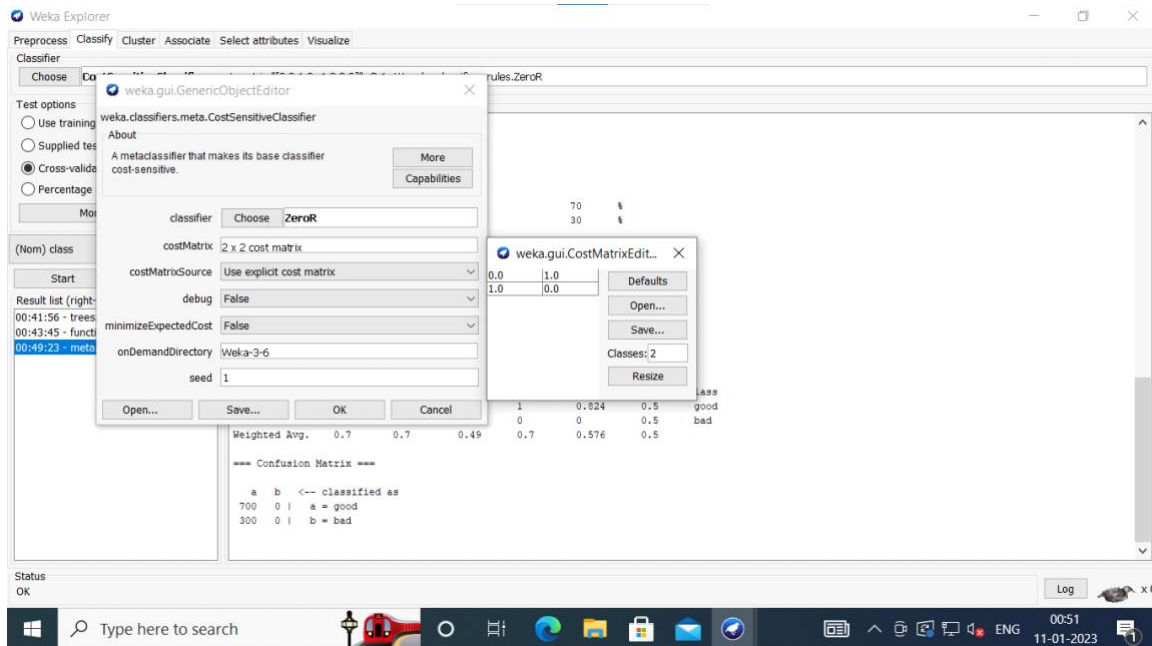 Weka Explorer
Preprocess Classify Cluster Associate Select attributes Visualize
Classifier
Choose rules.ZeroR
weka.gui.GenericObjectEditor
weka.classifiers.meta.CostSensitiveClassifier
About
A metaclassifier that makes its base classifier
cost-sensitive.
More
Capabilities
classifier Choose ZeroR
costMatrix 2 x 2 cost matrix
costMatrixSource Use explicit cost matrix
debug False
minimizeExpectedCost False
onDemandDirectory Weka-3-6
seed 1
Open... Save... OK Cancel
Test options
Use training
Supplied tes
Cross-valida
Percentage
Mor
(Nom) class
Start
Result list (right-
00:41:56 - trees
00:43:45 - functi
00:49:23 - meta
70 %
30 %
weka.gui.CostMatrixEdit...
0.0 1.0
1.0 0.0
Defaults
Open...
Save...
Classes: 2
Resize
lass
1 0.824 0.5 good
0 0 0.5 bad
Weighted Avg. 0.7 0.7 0.49 0.7 0.576 0.5
=== Confusion Matrix ===
a b <-- classified as
700 0 | a = good
300 0 | b = bad
Status
OK
Log
x
Type here to search
ENG
00:51
11-01-2023
1